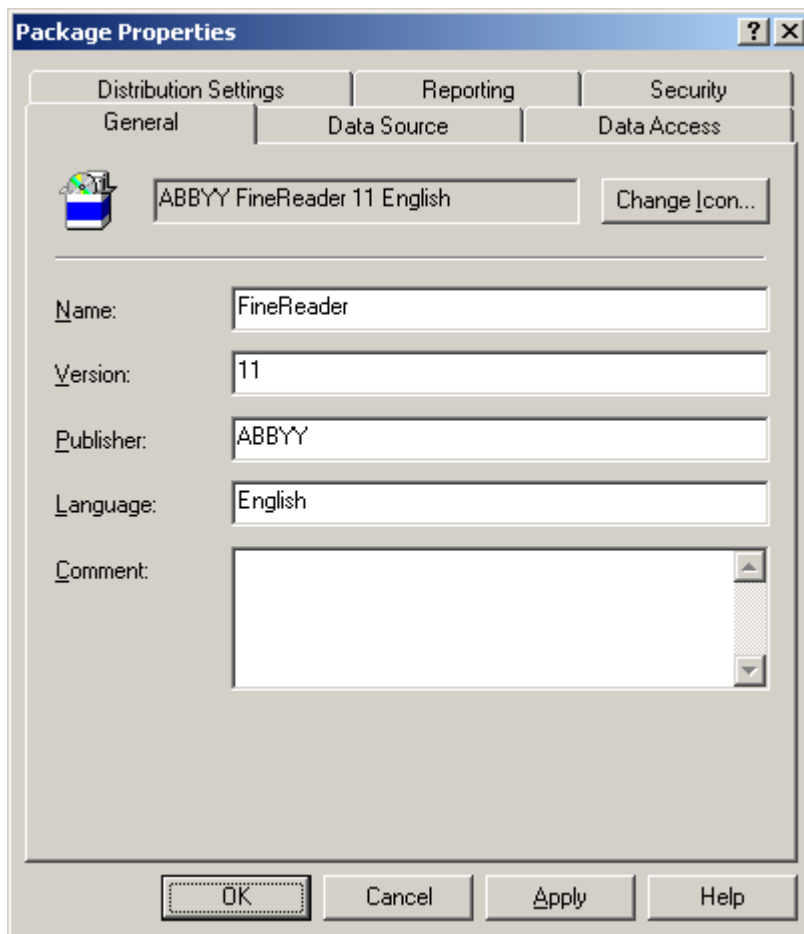 Package Properties
Distribution Settings Reporting Security
General Data Source Data Access
ABBYY FineReader 11 English Change Icon...
Name: FineReader
Version: 11
Publisher: ABBYY
Language: English
Comment:
OK Cancel Apply Help